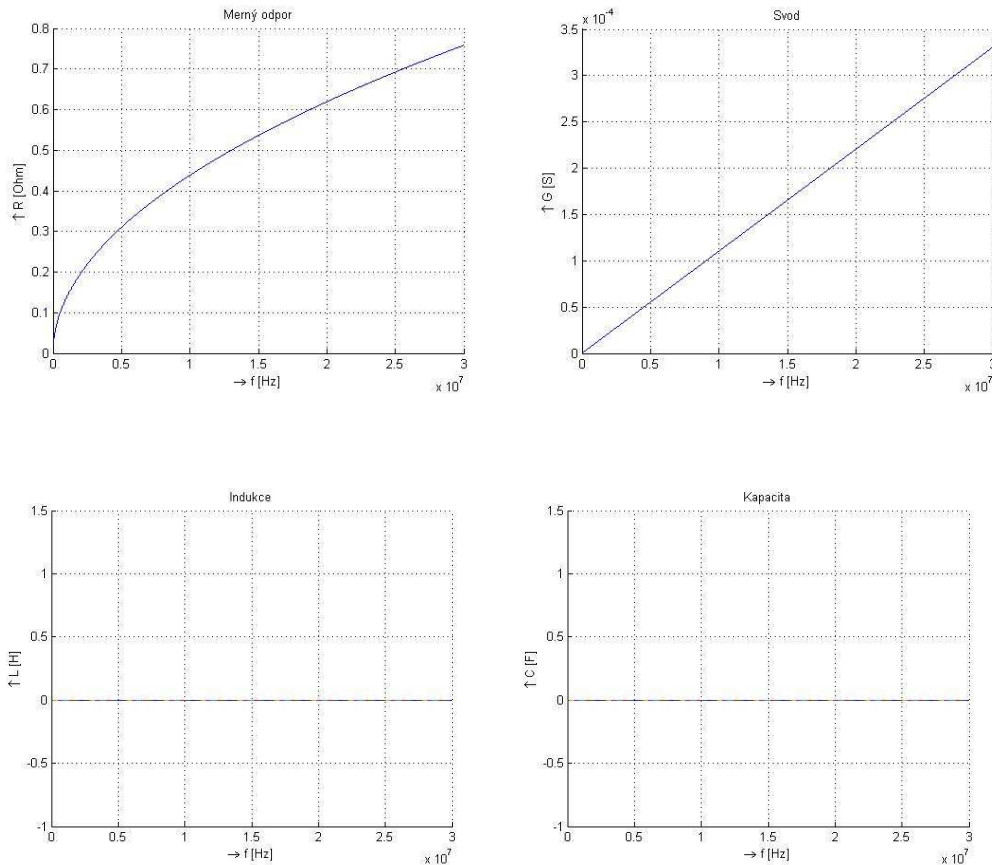 Merný odpor
↑ R [Ohm]
0.8
0.7
0.6
0.5
0.4
0.3
0.2
0.1
0
0 0.5 1 1.5 2 2.5 3
→ f [Hz]
x 10⁷
Svod
x 10⁻⁴
↑ G [S]
3.5
3
2.5
2
1.5
1
0.5
0
0 0.5 1 1.5 2 2.5 3
→ f [Hz]
x 10⁷
Indukce
↑ L [H]
1.5
1
0.5
0
-0.5
-1
0 0.5 1 1.5 2 2.5 3
→ f [Hz]
x 10⁷
Kapacita
↑ C [F]
1.5
1
0.5
0
-0.5
-1
0 0.5 1 1.5 2 2.5 3
→ f [Hz]
x 10⁷